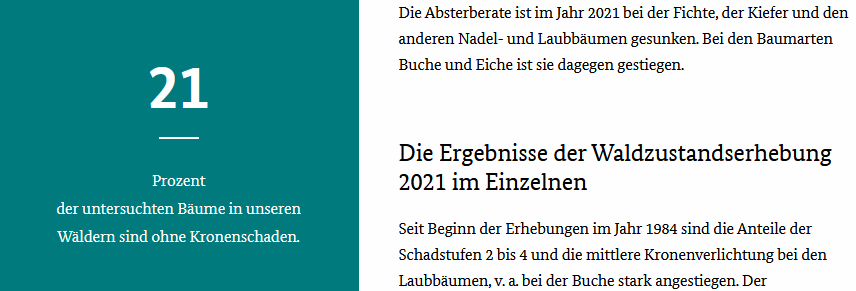 21
Prozent
der untersuchten Bäume in unseren
Wäldern sind ohne Kronenschaden.
Die Absterberate ist im Jahr 2021 bei der Fichte, der Kiefer und den
anderen Nadel- und Laubbäumen gesunken. Bei den Baumarten
Buche und Eiche ist sie dagegen gestiegen.
Die Ergebnisse der Waldzustandserhebung
2021 im Einzelnen
Seit Beginn der Erhebungen im Jahr 1984 sind die Anteile der
Schadstufen 2 bis 4 und die mittlere Kronenverlichtung bei den
Laubbäumen, v. a. bei der Buche stark angestiegen. Der